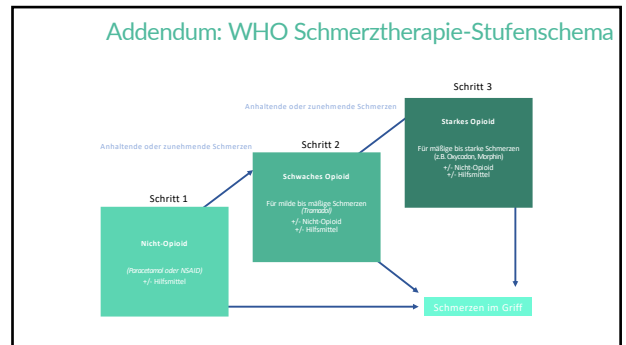 Addendum: WHO Schmerztherapie-Stufenschema
Schritt 3
Anhaltende oder zunehmende Schmerzen
Starkes Opioid
Für mäßige bis starke Schmerzen
(z.B. Oxycodon, Morphin)
+/- Nicht-Opioid
+/- Hilfsmittel
Schritt 2
Anhaltende oder zunehmende Schmerzen
Schwaches Opioid
Für milde bis mäßige Schmerzen
(Tramadol)
+/- Nicht-Opioid
+/- Hilfsmittel
Schritt 1
Nicht-Opioid
(Paracetamol oder NSAID)
+/- Hilfsmittel
Schmerzen im Griff